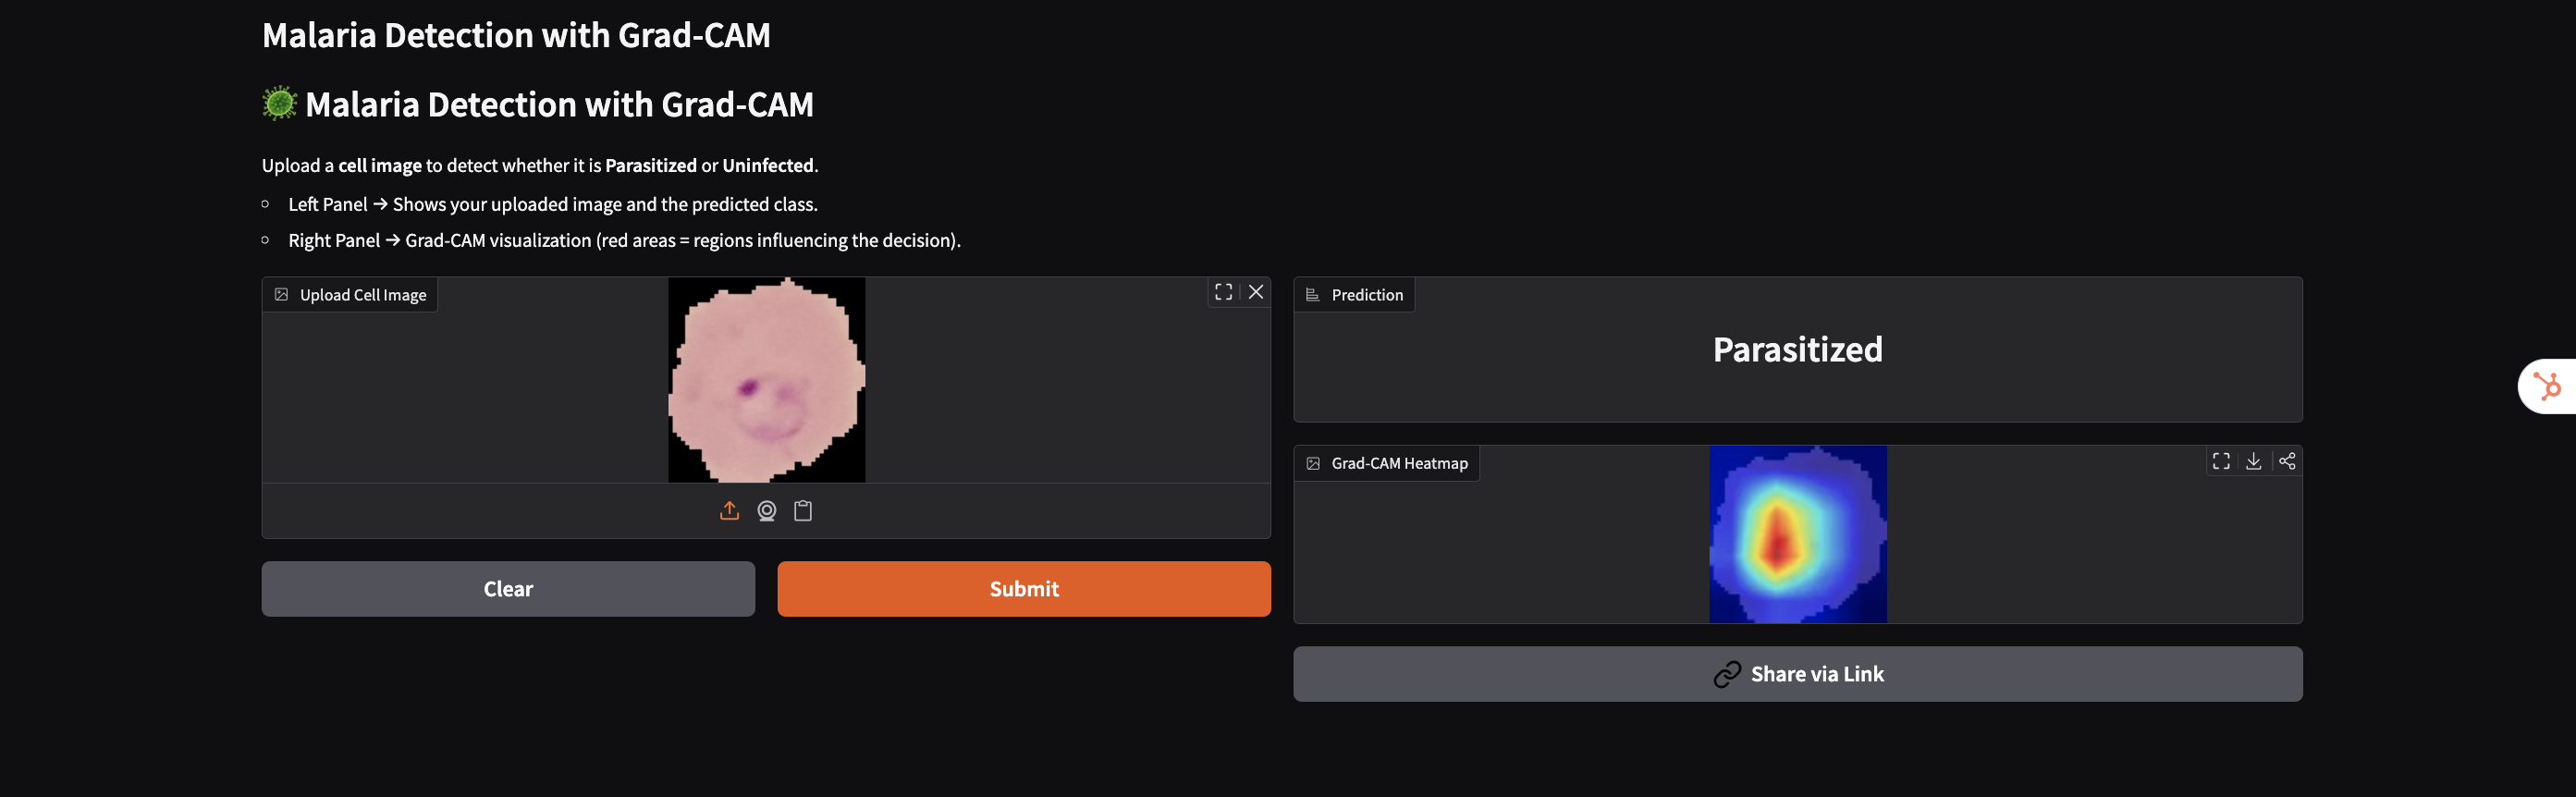 Malaria Detection with Grad-CAM
Malaria Detection with Grad-CAM
Upload a cell image to detect whether it is Parasitized or Uninfected.
Left Panel → Shows your uploaded image and the predicted class.
Right Panel → Grad-CAM visualization (red areas = regions influencing the decision).
Upload Cell Image
Clear
Submit
Prediction
Parasitized
Grad-CAM Heatmap
Share via Link